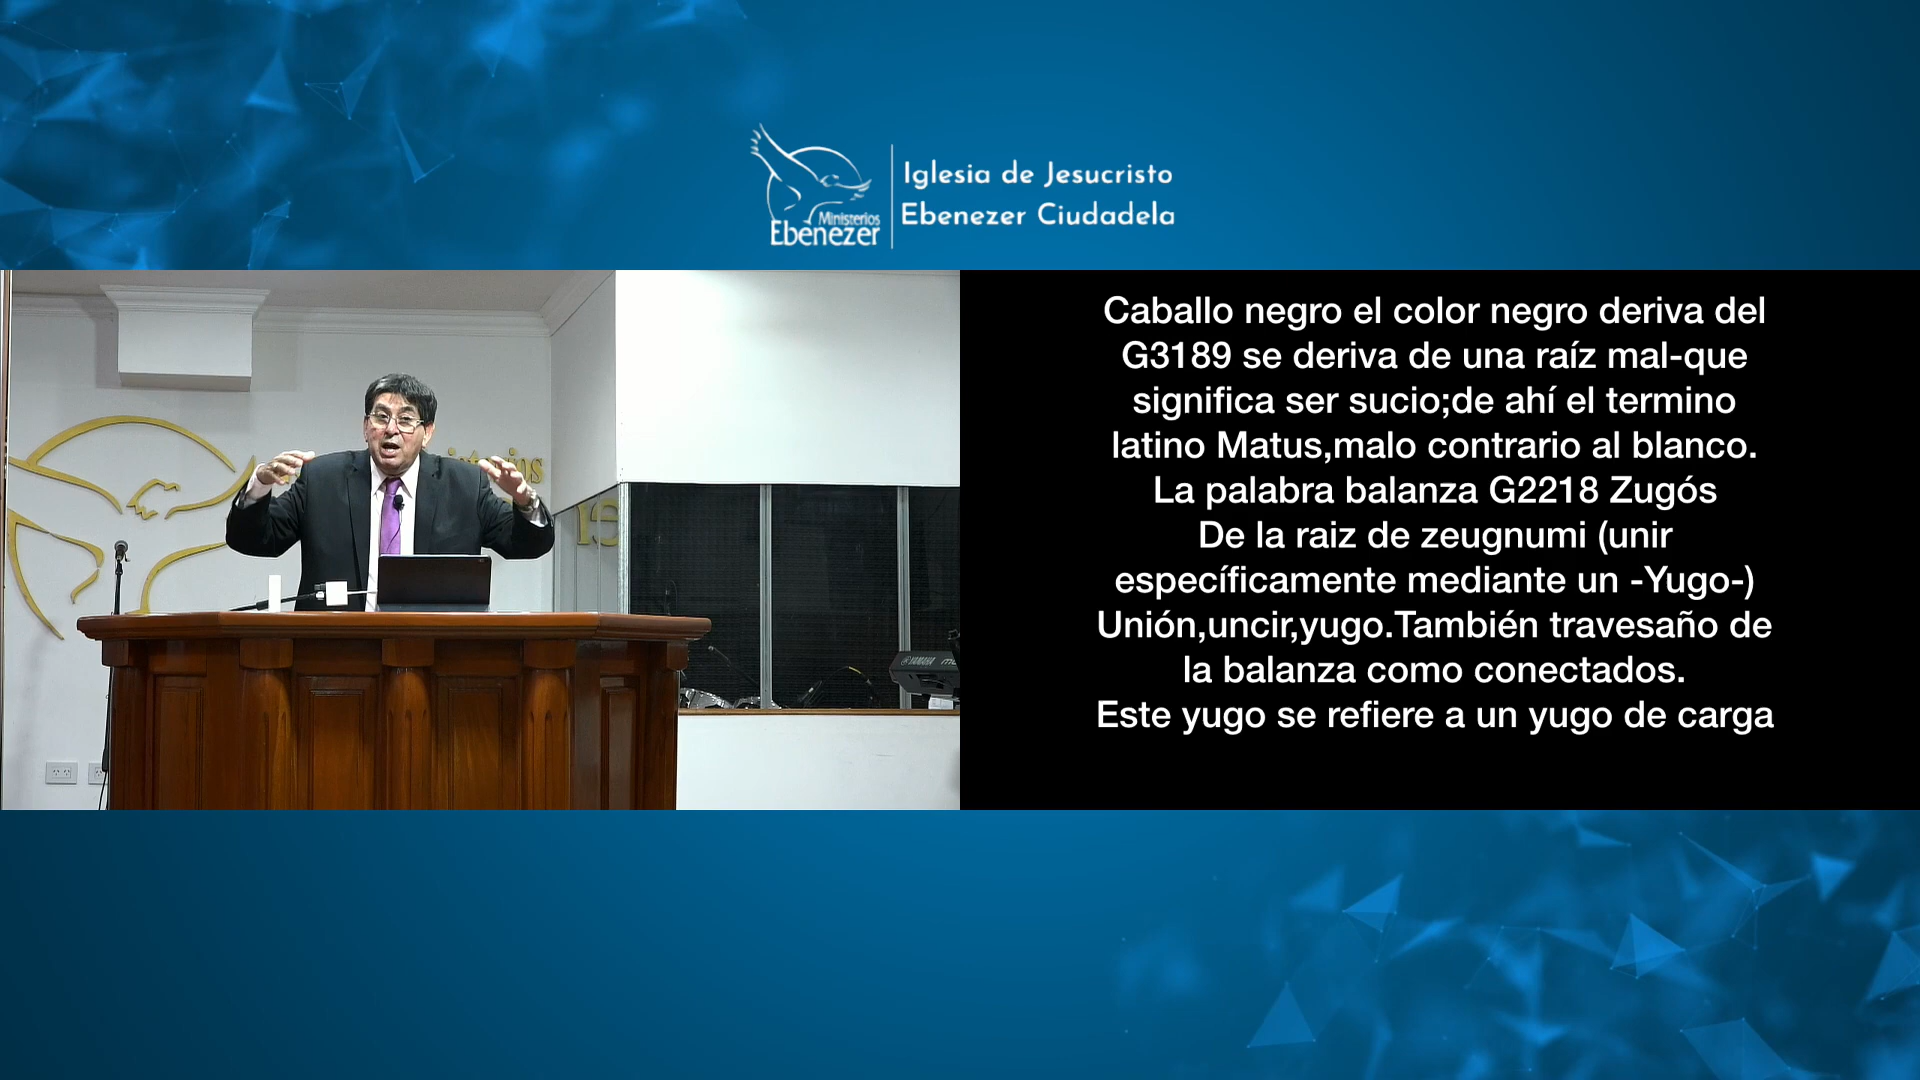 Ministerios
Ebenezer
Iglesia de Jesucristo
Ebenezer Ciudadela
Caballo negro el color negro deriva del
G3189 se deriva de una raíz mal-que
significa ser sucio;de ahí el termino
latino Matus,malo contrario al blanco.
La palabra balanza G2218 Zugós
De la raiz de zeugnumi (unir
específicamente mediante un -Yugo-)
Unión,uncir,yugo.También travesaño de
la balanza como conectados.
Este yugo se refiere a un yugo de carga
YAMAHA